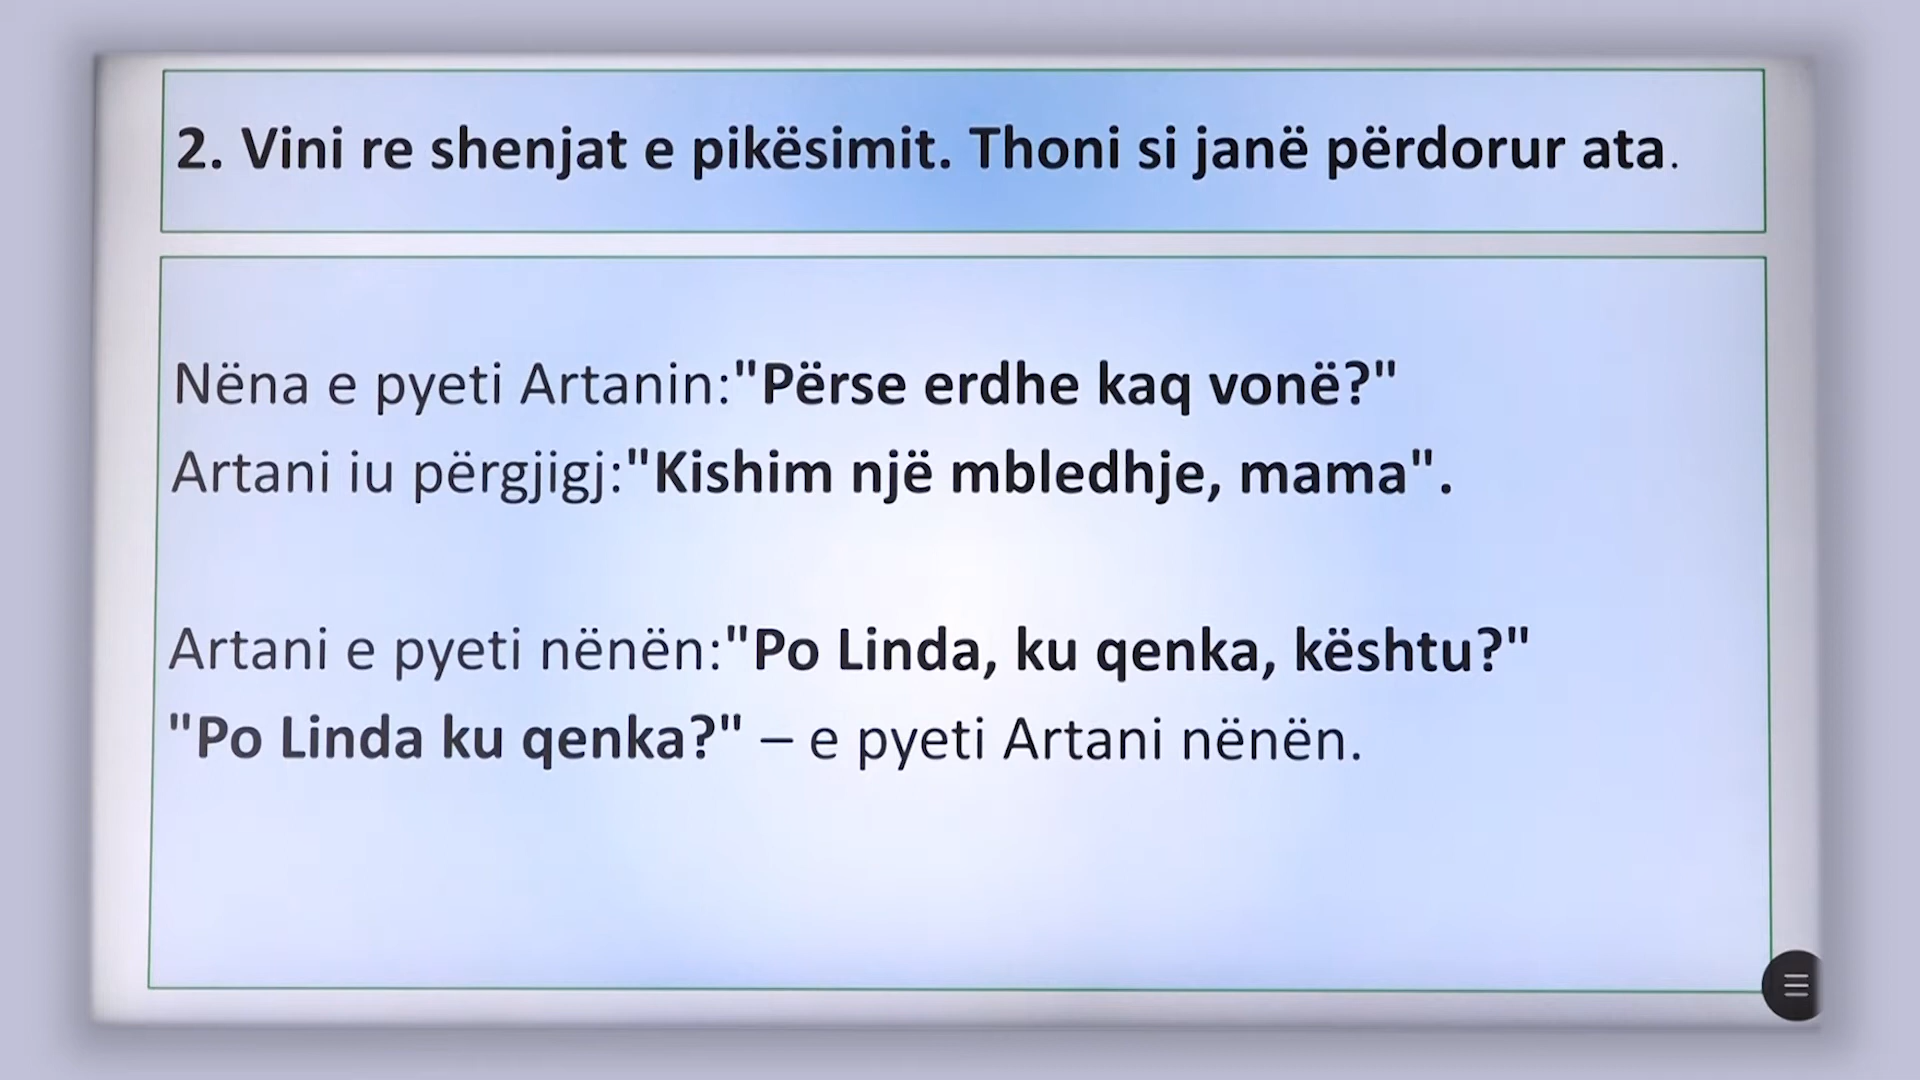 2. Vini re shenjat e pikësimit. Thoni si janë përdorur ata.
Nëna e pyeti Artanin:"Përse erdhe kaq vonë?"
Artani iu përgjigj:"Kishim një mbledhje, mama".
Artani e pyeti nënën:"Po Linda, ku qenka, kështu?"
"Po Linda ku qenka?" – e pyeti Artani nënën.